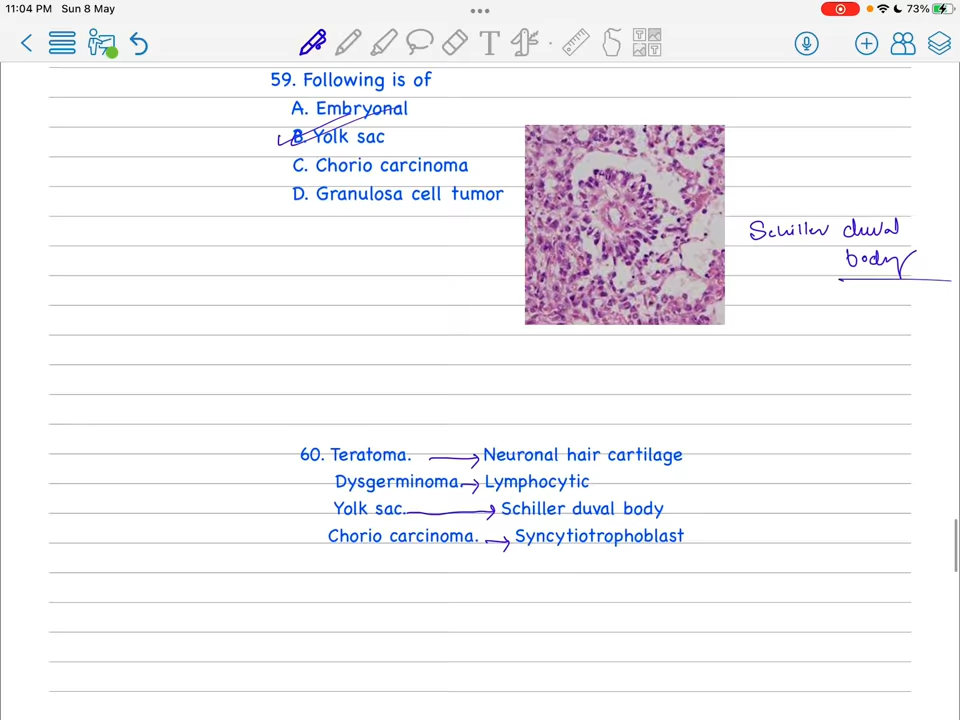 11:04 PM Sun 8 May
73%
59. Following is of
A. Embryonal
B. Yolk sac
C. Chorio carcinoma
D. Granulosa cell tumor
Schiller duval
body
60. Teratoma. → Neuronal hair cartilage
Dysgerminoma. → Lymphocytic
Yolk sac. → Schiller duval body
Chorio carcinoma. → Syncytiotrophoblast